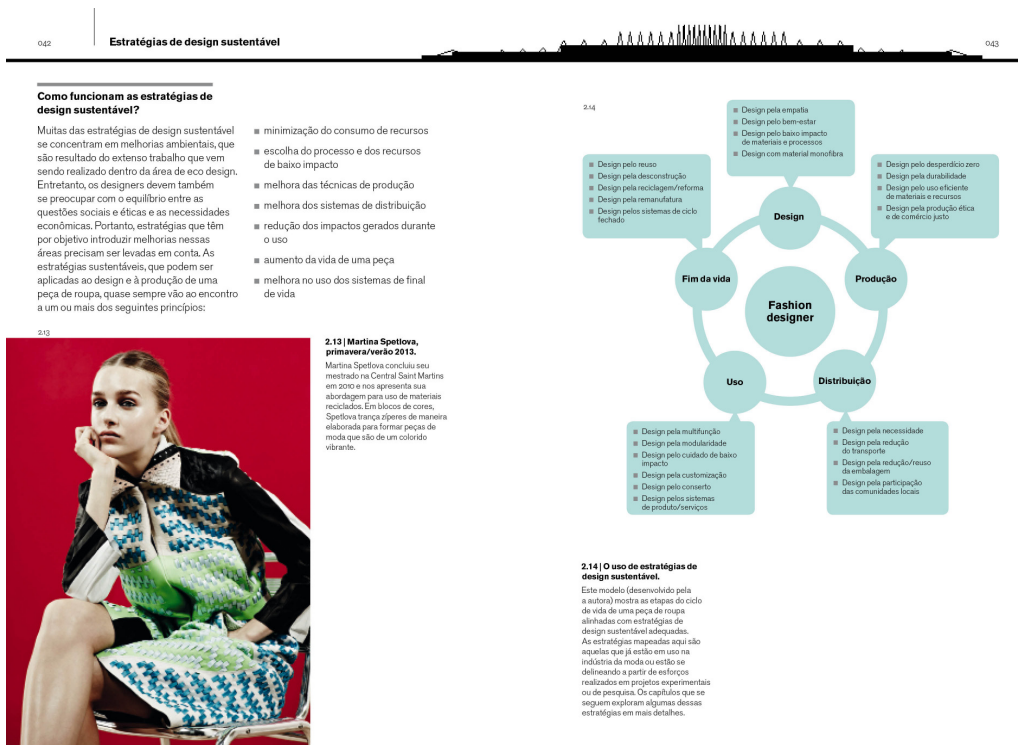 042
Estratégias de design sustentável
043
Como funcionam as estratégias de
design sustentável?
Muitas das estratégias de design sustentável
se concentram em melhorias ambientais, que
são resultado do extenso trabalho que vem
sendo realizado dentro da área de eco design.
Entretanto, os designers devem também
se preocupar com o equilíbrio entre as
questões sociais e éticas e as necessidades
econômicas. Portanto, estratégias que têm
por objetivo introduzir melhorias nessas
áreas precisam ser levadas em conta. As
estratégias sustentáveis, que podem ser
aplicadas ao design e à produção de uma
peça de roupa, quase sempre vão ao encontro
a um ou mais dos seguintes princípios:
minimização do consumo de recursos
escolha do processo e dos recursos
de baixo impacto
melhora das técnicas de produção
melhora dos sistemas de distribuição
redução dos impactos gerados durante
o uso
aumento da vida de uma peça
melhora no uso dos sistemas de final
de vida
2.13
2.13 | Martina Spetlova,
primavera/verão 2013.
Martina Spetlova concluiu seu
mestrado na Central Saint Martins
em 2010 e nos apresenta sua
abordagem para uso de materiais
reciclados. Em blocos de cores,
Spetlova trança zíperes de maneira
elaborada para formar peças de
moda que são de um colorido
vibrante.
2.14
Design pela empatia
Design pelo bem-estar
Design pelo baixo impacto
de materiais e processos
Design com material monofibra
Design pelo reuso
Design pela desconstrução
Design pela reciclagem/reforma
Design pela remanufatura
Design pelos sistemas de ciclo
fechado
Design pelo desperdício zero
Design pela durabilidade
Design pelo uso eficiente
de materiais e recursos
Design pela produção ética
e de comércio justo
Design
Fim da vida
Produção
Fashion
designer
Uso
Distribuição
Design pela multifunção
Design pela modularidade
Design pelo cuidado de baixo
impacto
Design pela customização
Design pelo conserto
Design pelos sistemas
de produto/serviços
Design pela necessidade
Design pela redução
do transporte
Design pela redução/reuso
da embalagem
Design pela participação
das comunidades locais
2.14 | O uso de estratégias de
design sustentável.
Este modelo (desenvolvido pela
a autora) mostra as etapas do ciclo
de vida de uma peça de roupa
alinhadas com estratégias de
design sustentável adequadas.
As estratégias mapeadas aqui são
aquelas que já estão em uso na
indústria da moda ou estão se
delineando a partir de esforços
realizados em projetos experimentais
ou de pesquisa. Os capítulos que se
seguem exploram algumas dessas
estratégias em mais detalhes.